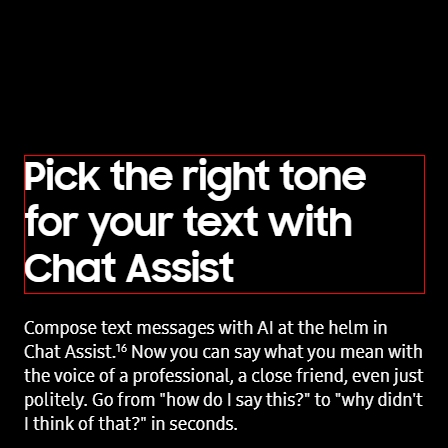 Pick the right tone
for your text with
Chat Assist
Compose text messages with AI at the helm in
Chat Assist.¹⁶ Now you can say what you mean with
the voice of a professional, a close friend, even just
politely. Go from "how do I say this?" to "why didn't
I think of that?" in seconds.